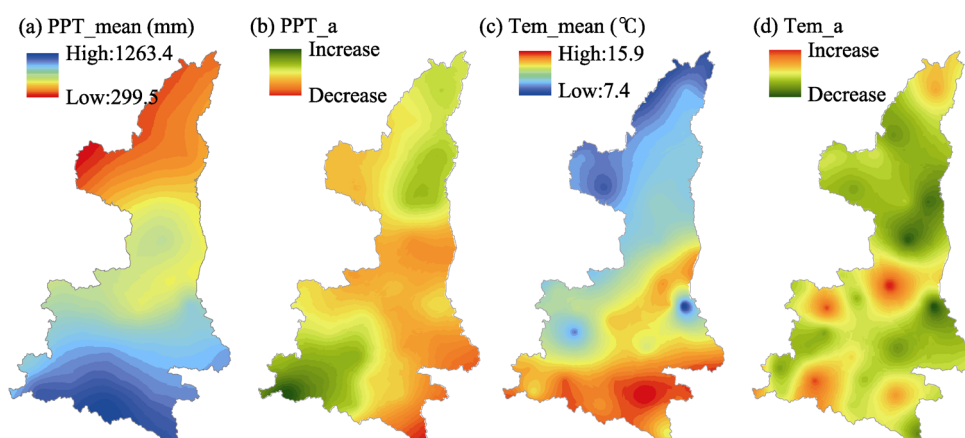 (a) PPT_mean (mm)
High:1263.4
Low:299.5
(b) PPT_a
Increase
Decrease
(c) Tem_mean (℃)
High:15.9
Low:7.4
(d) Tem_a
Increase
Decrease